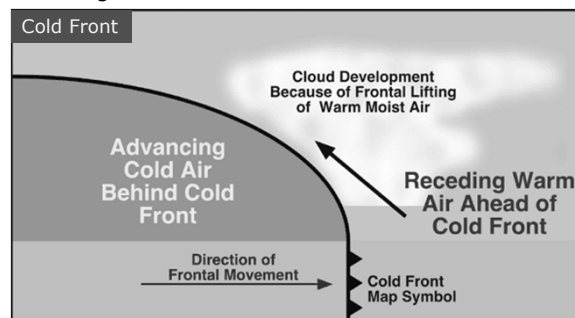 Cold Front
Cloud Development
Because of Frontal Lifting
of Warm Moist Air
Advancing
Cold Air
Behind Cold
Front
Receding Warm
Air Ahead of
Cold Front
Direction of
Frontal Movement
Cold Front
Map Symbol